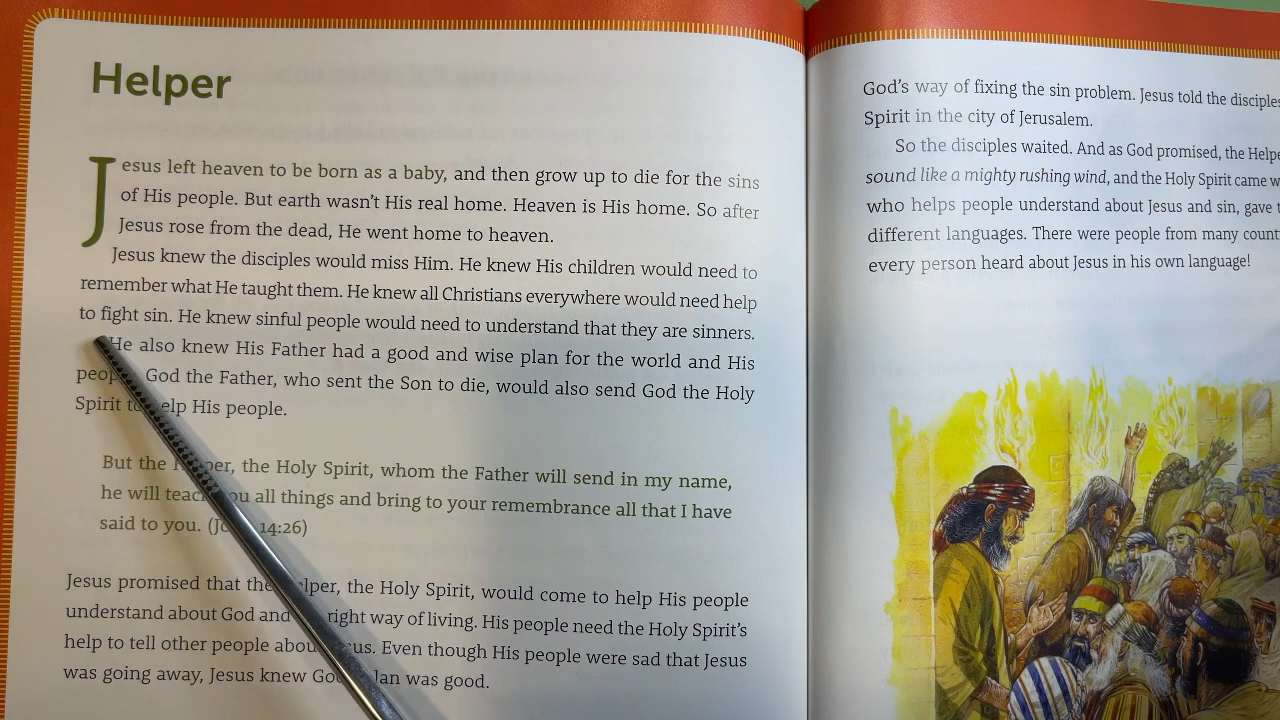 Helper
Jesus left heaven to be born as a baby, and then grow up to die for the sins
of His people. But earth wasn't His real home. Heaven is His home. So after
Jesus rose from the dead, He went home to heaven.
Jesus knew the disciples would miss Him. He knew His children would need to
remember what He taught them. He knew all Christians everywhere would need help
to fight sin. He knew sinful people would need to understand that they are sinners.
He also knew His Father had a good and wise plan for the world and His
God the Father, who sent the Son to die, would also send God the Holy
Spirit His people.
But the the Holy Spirit, whom the Father will send in my name,
he will all things and bring to your remembrance all that I have
said to you. 14:26)
Jesus promised that the the Holy Spirit, would come to help His people
understand about God and right way of living. His people need the Holy Spirit's
help to tell other people Even though His people were sad that Jesus
was going away, Jesus knew was good.
God's way of fixing the sin problem. Jesus told the
Spirit in the city of Jerusalem.
So the disciples waited. And as God promised, the
sound like a mighty rushing wind, and the Holy Spirit came
who helps people understand about Jesus and sin, gave
different languages. There were people from many
every person heard about Jesus in his own language!